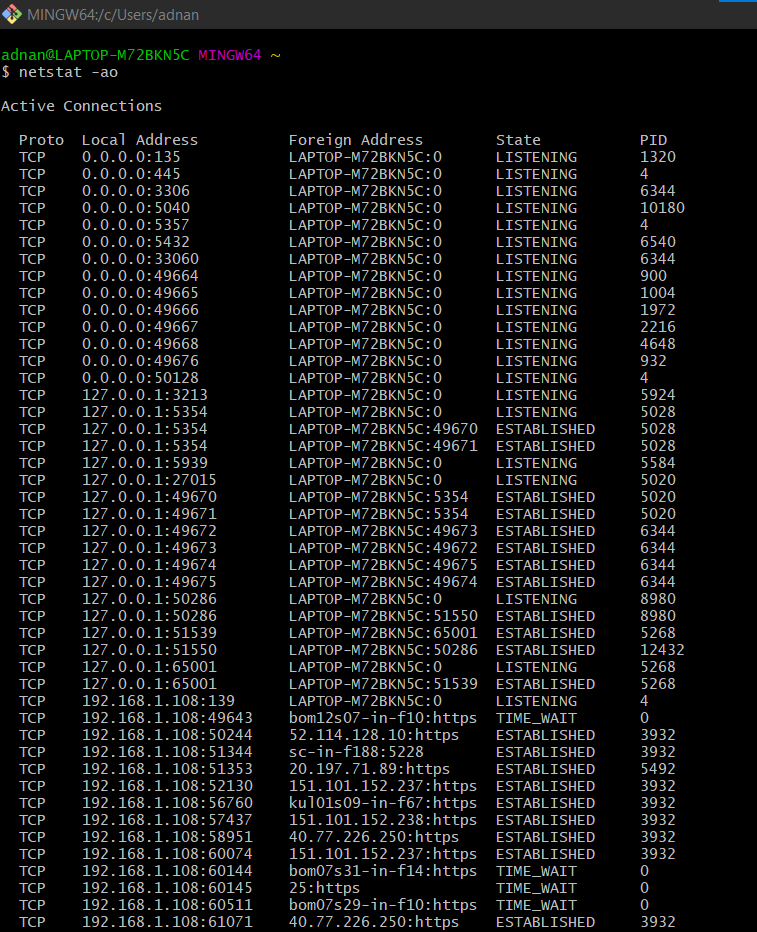 MINGW64:/c/Users/adnan
adnan@LAPTOP-M72BKN5C MINGW64 ~
$ netstat -ao
Active Connections
Proto Local Address Foreign Address State PID
TCP 0.0.0.0:135 LAPTOP-M72BKN5C:0 LISTENING 1320
TCP 0.0.0.0:445 LAPTOP-M72BKN5C:0 LISTENING 4
TCP 0.0.0.0:3306 LAPTOP-M72BKN5C:0 LISTENING 6344
TCP 0.0.0.0:5040 LAPTOP-M72BKN5C:0 LISTENING 10180
TCP 0.0.0.0:5357 LAPTOP-M72BKN5C:0 LISTENING 4
TCP 0.0.0.0:5432 LAPTOP-M72BKN5C:0 LISTENING 6540
TCP 0.0.0.0:33060 LAPTOP-M72BKN5C:0 LISTENING 6344
TCP 0.0.0.0:49664 LAPTOP-M72BKN5C:0 LISTENING 900
TCP 0.0.0.0:49665 LAPTOP-M72BKN5C:0 LISTENING 1004
TCP 0.0.0.0:49666 LAPTOP-M72BKN5C:0 LISTENING 1972
TCP 0.0.0.0:49667 LAPTOP-M72BKN5C:0 LISTENING 2216
TCP 0.0.0.0:49668 LAPTOP-M72BKN5C:0 LISTENING 4648
TCP 0.0.0.0:49676 LAPTOP-M72BKN5C:0 LISTENING 932
TCP 0.0.0.0:50128 LAPTOP-M72BKN5C:0 LISTENING 4
TCP 127.0.0.1:3213 LAPTOP-M72BKN5C:0 LISTENING 5924
TCP 127.0.0.1:5354 LAPTOP-M72BKN5C:0 LISTENING 5028
TCP 127.0.0.1:5354 LAPTOP-M72BKN5C:49670 ESTABLISHED 5028
TCP 127.0.0.1:5354 LAPTOP-M72BKN5C:49671 ESTABLISHED 5028
TCP 127.0.0.1:5939 LAPTOP-M72BKN5C:0 LISTENING 5584
TCP 127.0.0.1:27015 LAPTOP-M72BKN5C:0 LISTENING 5020
TCP 127.0.0.1:49670 LAPTOP-M72BKN5C:5354 ESTABLISHED 5020
TCP 127.0.0.1:49671 LAPTOP-M72BKN5C:5354 ESTABLISHED 5020
TCP 127.0.0.1:49672 LAPTOP-M72BKN5C:49673 ESTABLISHED 6344
TCP 127.0.0.1:49673 LAPTOP-M72BKN5C:49672 ESTABLISHED 6344
TCP 127.0.0.1:49674 LAPTOP-M72BKN5C:49675 ESTABLISHED 6344
TCP 127.0.0.1:49675 LAPTOP-M72BKN5C:49674 ESTABLISHED 6344
TCP 127.0.0.1:50286 LAPTOP-M72BKN5C:0 LISTENING 8980
TCP 127.0.0.1:50286 LAPTOP-M72BKN5C:51550 ESTABLISHED 8980
TCP 127.0.0.1:51539 LAPTOP-M72BKN5C:65001 ESTABLISHED 5268
TCP 127.0.0.1:51550 LAPTOP-M72BKN5C:50286 ESTABLISHED 12432
TCP 127.0.0.1:65001 LAPTOP-M72BKN5C:0 LISTENING 5268
TCP 127.0.0.1:65001 LAPTOP-M72BKN5C:51539 ESTABLISHED 5268
TCP 192.168.1.108:139 LAPTOP-M72BKN5C:0 LISTENING 4
TCP 192.168.1.108:49643 bom12s07-in-f10:https TIME_WAIT 0
TCP 192.168.1.108:50244 52.114.128.10:https ESTABLISHED 3932
TCP 192.168.1.108:51344 sc-in-f188:5228 ESTABLISHED 3932
TCP 192.168.1.108:51353 20.197.71.89:https ESTABLISHED 5492
TCP 192.168.1.108:52130 151.101.152.237:https ESTABLISHED 3932
TCP 192.168.1.108:56760 kul01s09-in-f67:https ESTABLISHED 3932
TCP 192.168.1.108:57437 151.101.152.238:https ESTABLISHED 3932
TCP 192.168.1.108:58951 40.77.226.250:https ESTABLISHED 3932
TCP 192.168.1.108:60074 151.101.152.237:https ESTABLISHED 3932
TCP 192.168.1.108:60144 bom07s31-in-f14:https TIME_WAIT 0
TCP 192.168.1.108:60145 25:https TIME_WAIT 0
TCP 192.168.1.108:60511 bom07s29-in-f10:https TIME_WAIT 0
TCP 192.168.1.108:61071 40.77.226.250:https ESTABLISHED 3932